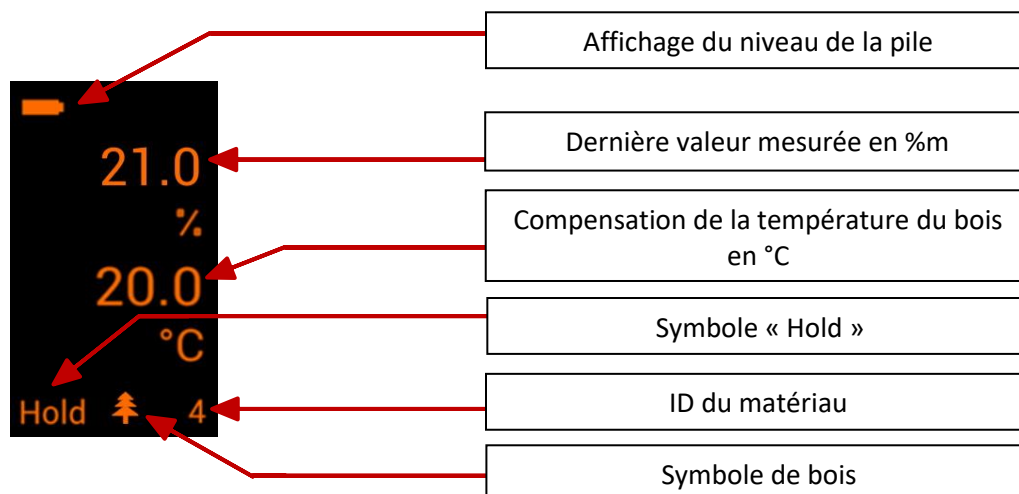 Affichage du niveau de la pile
21.0
Dernière valeur mesurée en %m
%
Compensation de la température du bois
en °C
20.0
°C
Symbole « Hold »
Hold
4
ID du matériau
Symbole de bois